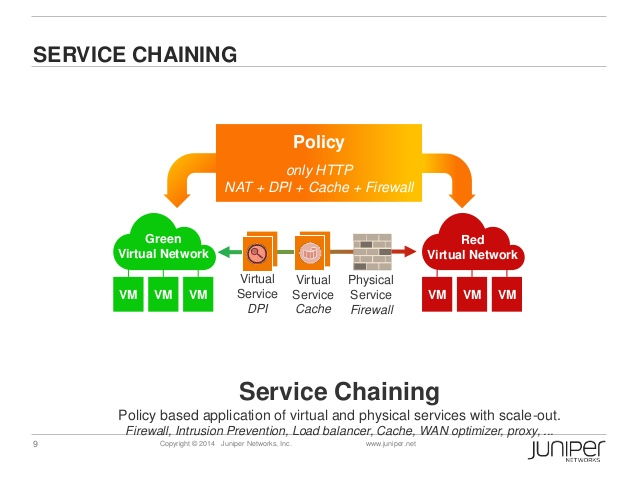 SERVICE CHAINING
Policy
only HTTP
NAT + DPI + Cache + Firewall
Green
Virtual Network
Red
Virtual Network
VM VM VM
Virtual
Service
DPI
Virtual
Service
Cache
Physical
Service
Firewall
VM VM VM
Service Chaining
Policy based application of virtual and physical services with scale-out.
Firewall, Intrusion Prevention, Load balancer, Cache, WAN optimizer, proxy, ...
9
Copyright © 2014 Juniper Networks, Inc.
www.juniper.net
JUNIPER
NETWORKS